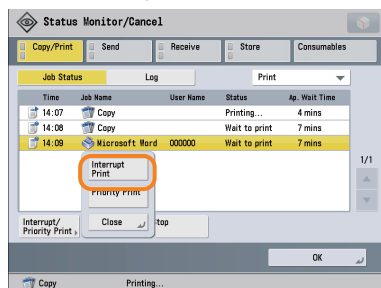 Status Monitor/Cancel
Copy/Print Send Receive Store Consumables
Job Status Log Print
Time Job Name User Name Status Ap. Wait Time
14:07 Copy Printing... 4 mins
14:08 Copy Wait to print 7 mins
14:09 Microsoft Word 000000 Wait to print 7 mins
Interrupt
Print
1/1
Priority Print
Interrupt/
Priority Print
Close
OK
Copy Printing...